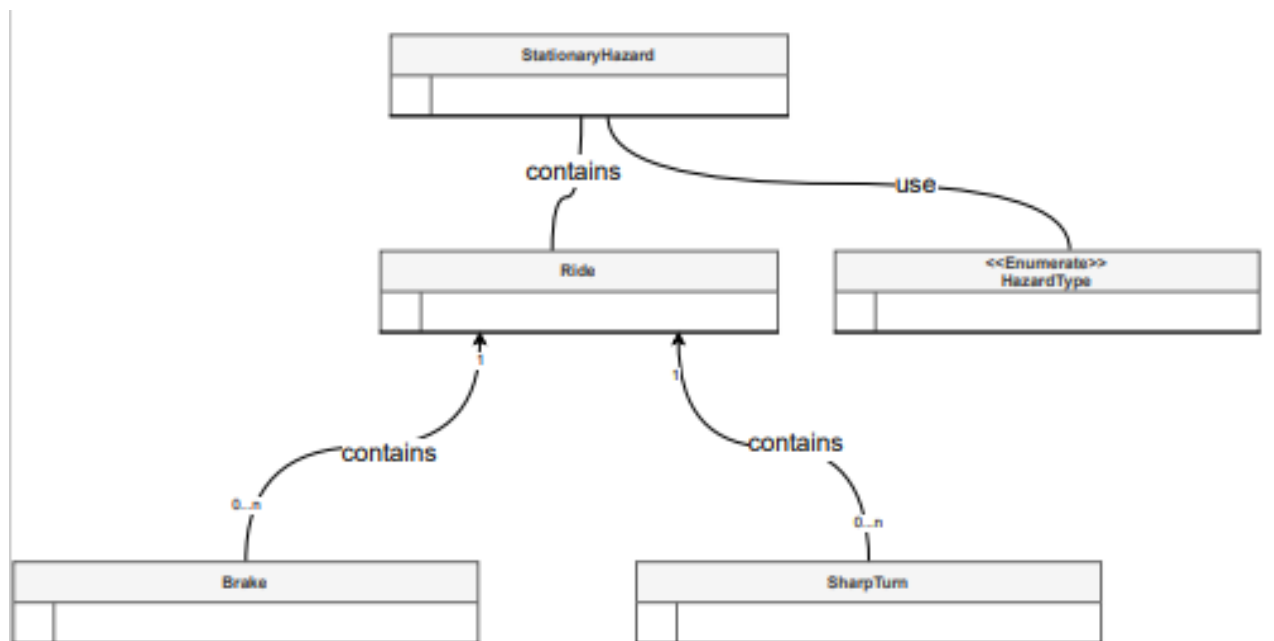 StationaryHazard
contains
use
Ride
<<Enumerate>>
HazardType
1
1
contains
contains
0...n
0...n
Brake
SharpTurn